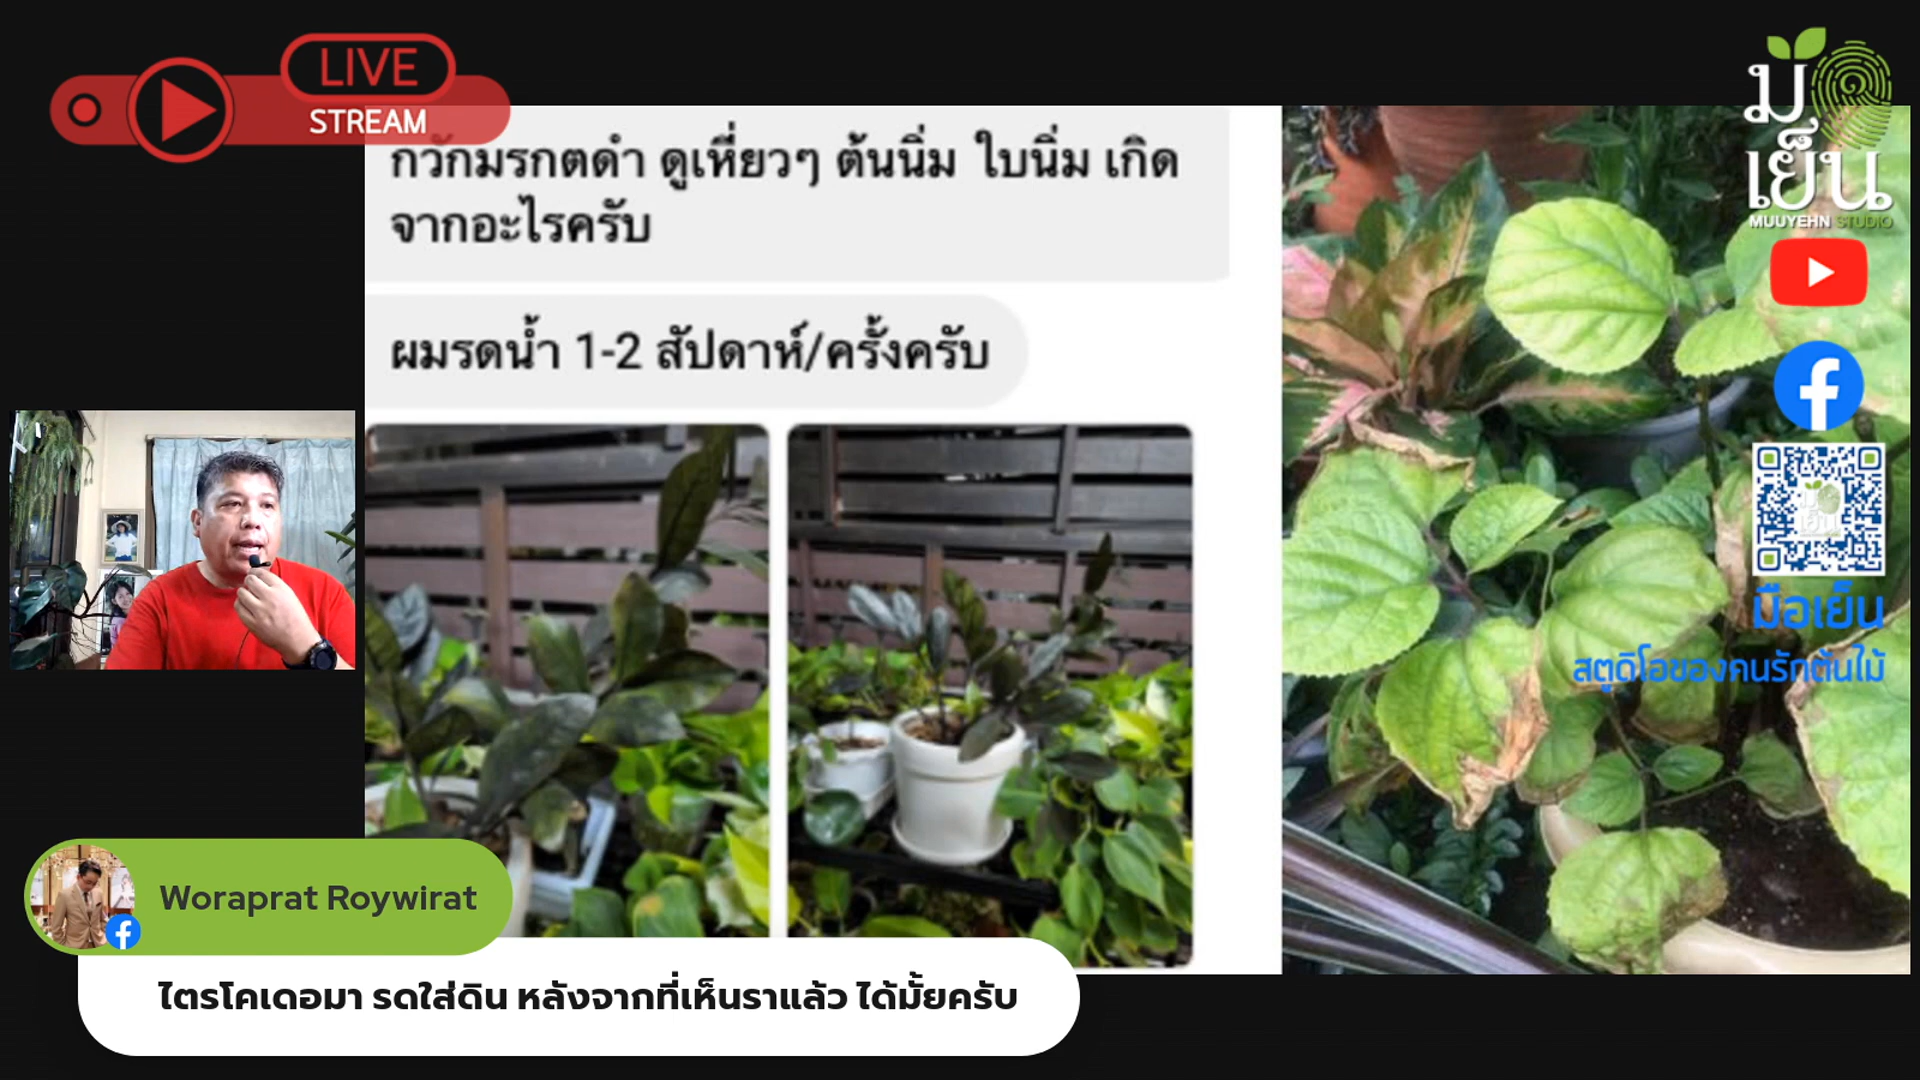 LIVE
STREAM
กวักมรกตดำ ดูเหี่ยวๆ ต้นนิ่ม ใบนิ่ม เกิด
จากอะไรครับ
ผมรดน้ำ 1-2 สัปดาห์/ครั้งครับ
มือ
เย็น
MUUYEHN STUDIO
มือเย็น
สตูดิโอของคนรักต้นไม้
Woraprat Roywirat
ไตรโคเดอมา รดใส่ดิน หลังจากที่เห็นราแล้ว ได้มั้ยครับ